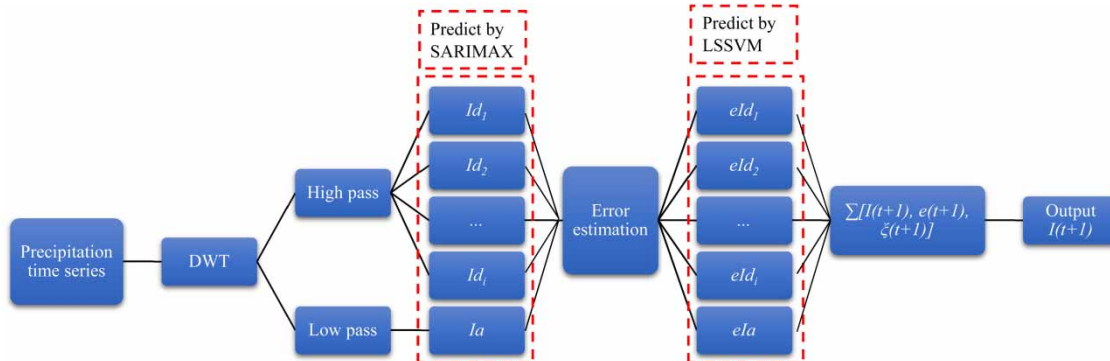 Predict by
SARIMAX
Predict by
LSSVM
Precipitation
time series
DWT
High pass
Low pass
Id1
Id2
...
Idi
Ia
Error
estimation
eId1
eId2
...
eIdi
eIa
∑[I(t+1), e(t+1),
ξ(t+1)]
Output
I(t+1)